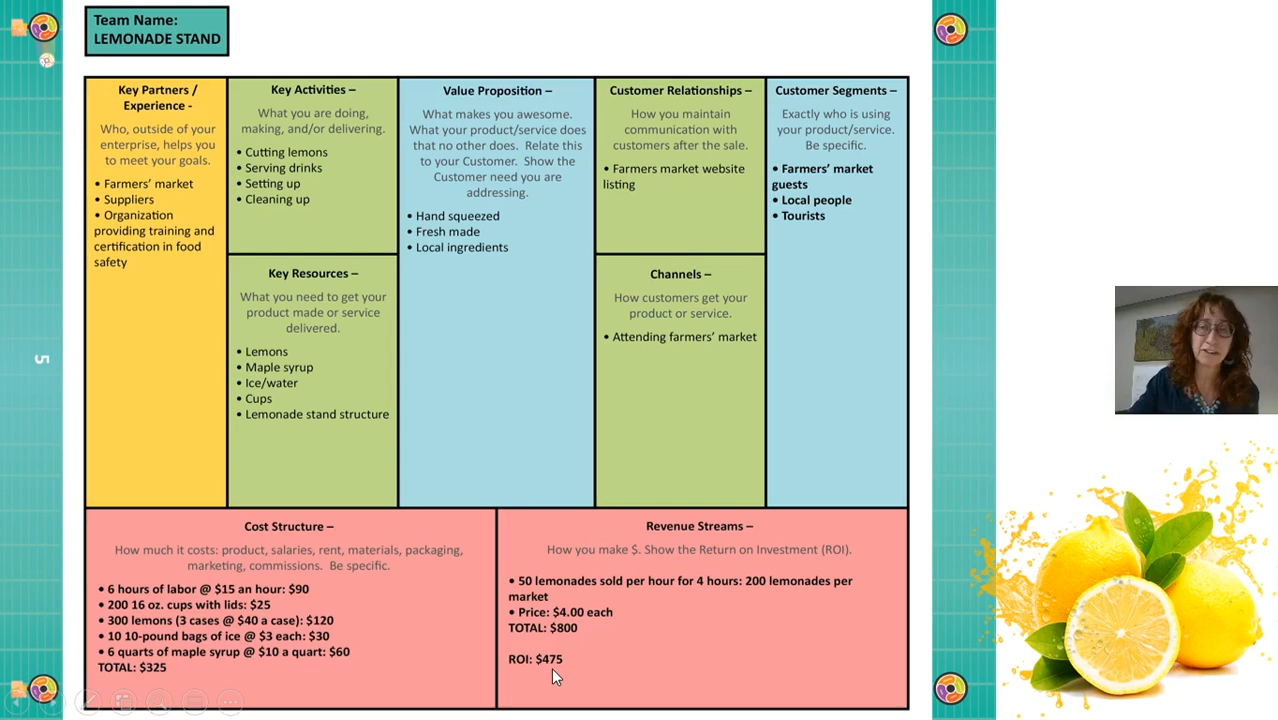 Team Name:
LEMONADE STAND
Key Partners /
Experience -
Who, outside of your
enterprise, helps you
to meet your goals.
• Farmers' market
• Suppliers
• Organization
providing training and
certification in food
safety
Key Activities –
What you are doing,
making, and/or delivering.
• Cutting lemons
• Serving drinks
• Setting up
• Cleaning up
Key Resources –
What you need to get your
product made or service
delivered.
• Lemons
• Maple syrup
• Ice/water
• Cups
• Lemonade stand structure
Value Proposition –
What makes you awesome.
What your product/service does
that no other does. Relate this
to your Customer. Show the
Customer need you are
addressing.
• Hand squeezed
• Fresh made
• Local ingredients
Customer Relationships –
How you maintain
communication with
customers after the sale.
• Farmers market website
listing
Channels –
How customers get your
product or service.
• Attending farmers' market
Customer Segments –
Exactly who is using
your product/service.
Be specific.
• Farmers' market
guests
• Local people
• Tourists
5
Cost Structure –
How much it costs: product, salaries, rent, materials, packaging,
marketing, commissions. Be specific.
• 6 hours of labor @ $15 an hour: $90
• 200 16 oz. cups with lids: $25
• 300 lemons (3 cases @ $40 a case): $120
• 10 10-pound bags of ice @ $3 each: $30
• 6 quarts of maple syrup @ $10 a quart: $60
TOTAL: $325
Revenue Streams –
How you make $. Show the Return on Investment (ROI).
• 50 lemonades sold per hour for 4 hours: 200 lemonades per
market
• Price: $4.00 each
TOTAL: $800
ROI: $475